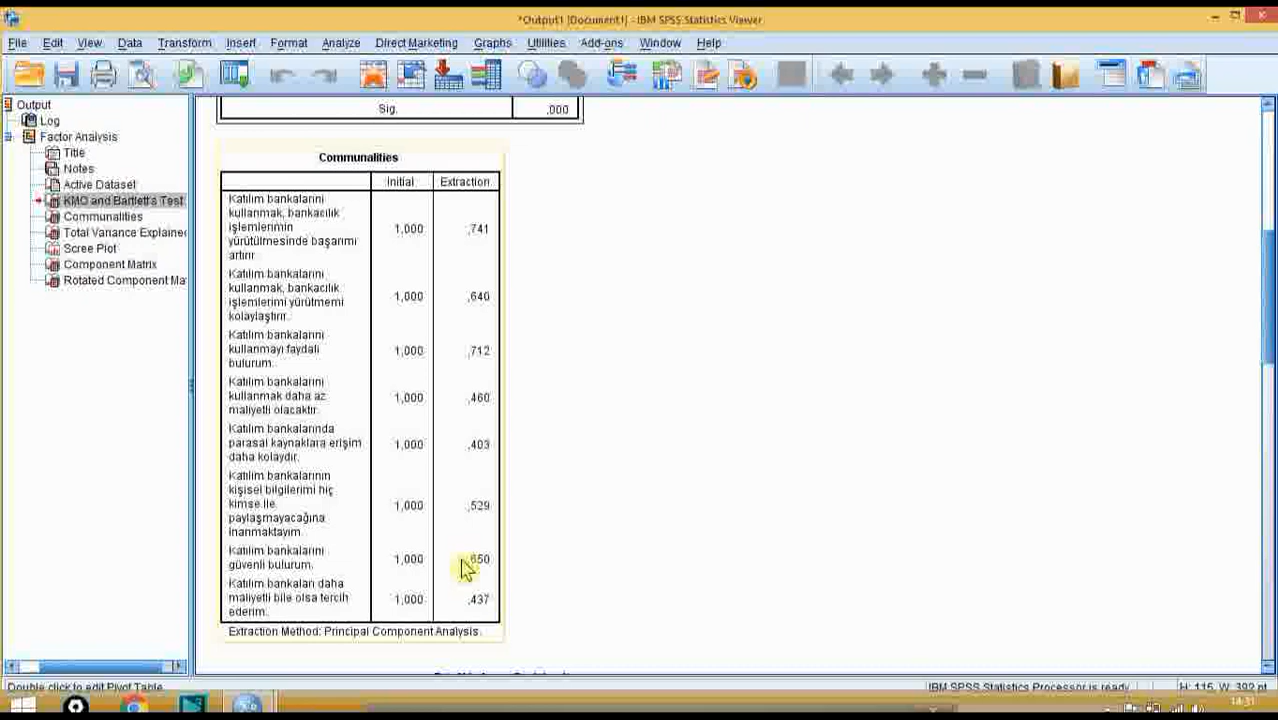 *Output1 [Document1] - IBM SPSS Statistics Viewer
File Edit View Data Transform Insert Format Analyze Direct Marketing Graphs Utilities Add-ons Window Help
Output
Log
Factor Analysis
Title
Notes
Active Dataset
KMO and Bartlett's Test
Communalities
Total Variance Explained
Scree Plot
Component Matrix
Rotated Component Ma
Sig. ,000
Communalities
Initial Extraction
Katılım bankalarını
kullanmak, bankacılık
işlemlerimin
yürütülmesinde başarımı
artırır.
1,000 ,741
Katılım bankalarını
kullanmak, bankacılık
işlemlerimi yürütmemi
kolaylaştırır.
1,000 ,640
Katılım bankalarını
kullanmayı faydalı
bulurum.
1,000 ,712
Katılım bankalarını
kullanmak daha az
maliyetli olacaktır.
1,000 ,460
Katılım bankalarında
parasal kaynaklara erişim
daha kolaydır.
1,000 ,403
Katılım bankalarının
kişisel bilgilerimi hiç
kimse ile
paylaşmayacağına
inanmaktayım.
1,000 ,529
Katılım bankalarını
güvenli bulurum.
1,000 ,650
Katılım bankaları daha
maliyetli bile olsa tercih
ederim.
1,000 ,437
Extraction Method: Principal Component Analysis.
Double click to edit Pivot Table
IBM SPSS Statistics Processor is ready
H: 115, W: 392 pt
14:31